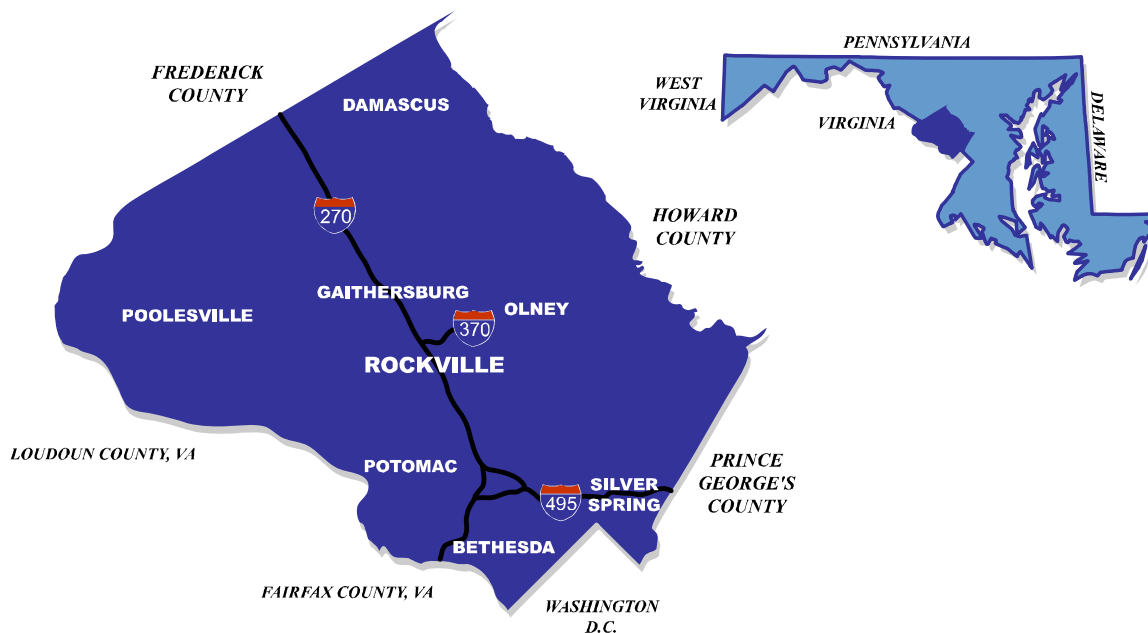 FREDERICK
COUNTY
DAMASCUS
270
HOWARD
COUNTY
GAITHERSBURG
OLNEY
370
POOLESVILLE
ROCKVILLE
LOUDOUN COUNTY, VA
POTOMAC
SILVER
SPRING
495
PRINCE
GEORGE'S
COUNTY
BETHESDA
FAIRFAX COUNTY, VA
WASHINGTON
D.C.
PENNSYLVANIA
WEST
VIRGINIA
VIRGINIA
DELAWARE